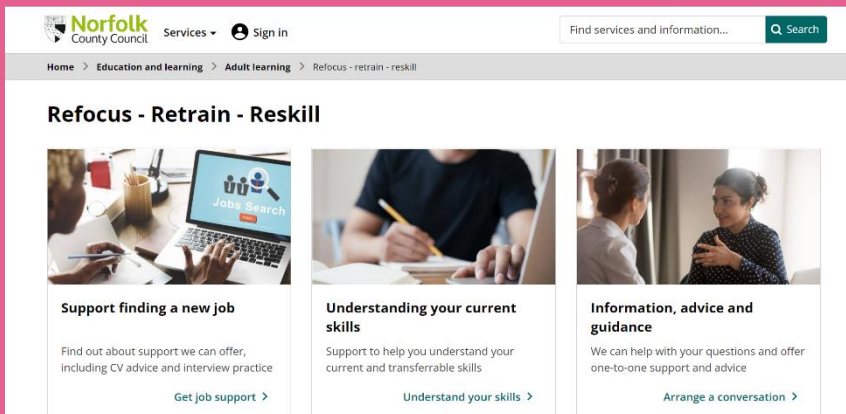 Norfolk
County Council
Services
Sign in
Find services and information...
Search
Home > Education and learning > Adult learning > Refocus - retrain - reskill
Refocus - Retrain - Reskill
Jobs Search
Support finding a new job
Find out about support we can offer,
including CV advice and interview practice
Get job support >
Understanding your current
skills
Support to help you understand your
current and transferrable skills
Understand your skills >
Information, advice and
guidance
We can help with your questions and offer
one-to-one support and advice
Arrange a conversation >